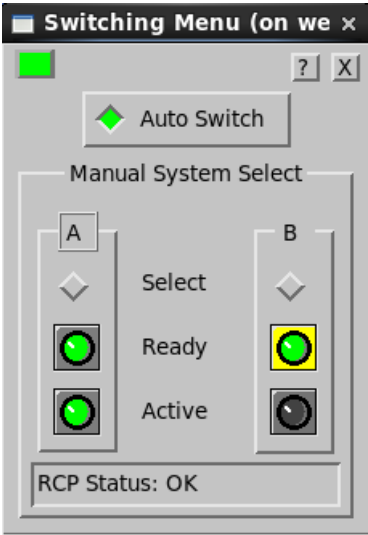 Switching Menu (on we ×
? X
Auto Switch
Manual System Select
A B
Select
Ready
Active
RCP Status: OK